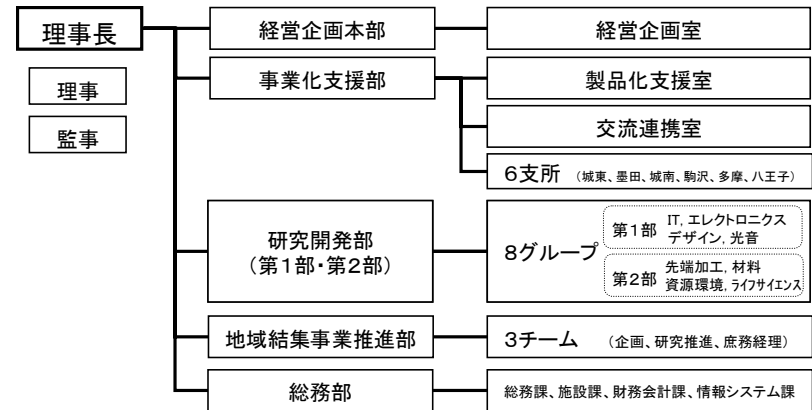 理事長
理事
監事
経営企画本部
経営企画室
事業化支援部
製品化支援室
交流連携室
6支所 (城東、墨田、城南、駒沢、多摩、八王子)
研究開発部
(第1部・第2部)
8グループ
第1部 IT, エレクトロニクス
デザイン, 光音
第2部 先端加工, 材料
資源環境, ライフサイエンス
地域結集事業推進部
3チーム (企画、研究推進、庶務経理)
総務部
総務課、施設課、財務会計課、情報システム課